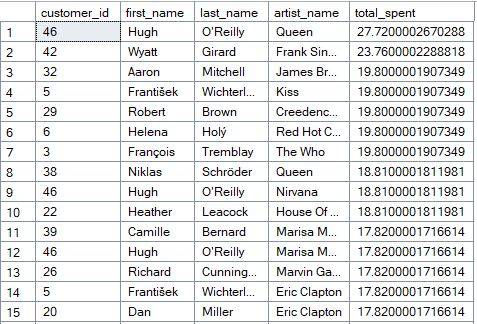 customer_id first_name last_name artist_name total_spent
1 46 Hugh O'Reilly Queen 27.7200002670288
2 42 Wyatt Girard Frank Sin... 23.7600002288818
3 32 Aaron Mitchell James Br... 19.8000001907349
4 5 František Wichterl... Kiss 19.8000001907349
5 29 Robert Brown Creedenc... 19.8000001907349
6 6 Helena Holý Red Hot C... 19.8000001907349
7 3 François Tremblay The Who 19.8000001907349
8 38 Niklas Schröder Queen 18.8100001811981
9 46 Hugh O'Reilly Nirvana 18.8100001811981
10 22 Heather Leacock House Of ... 18.8100001811981
11 39 Camille Bernard Marisa M... 17.8200001716614
12 46 Hugh O'Reilly Marisa M... 17.8200001716614
13 26 Richard Cunning... Marvin Ga... 17.8200001716614
14 5 František Wichterl... Eric Clapton 17.8200001716614
15 20 Dan Miller Eric Clapton 17.8200001716614